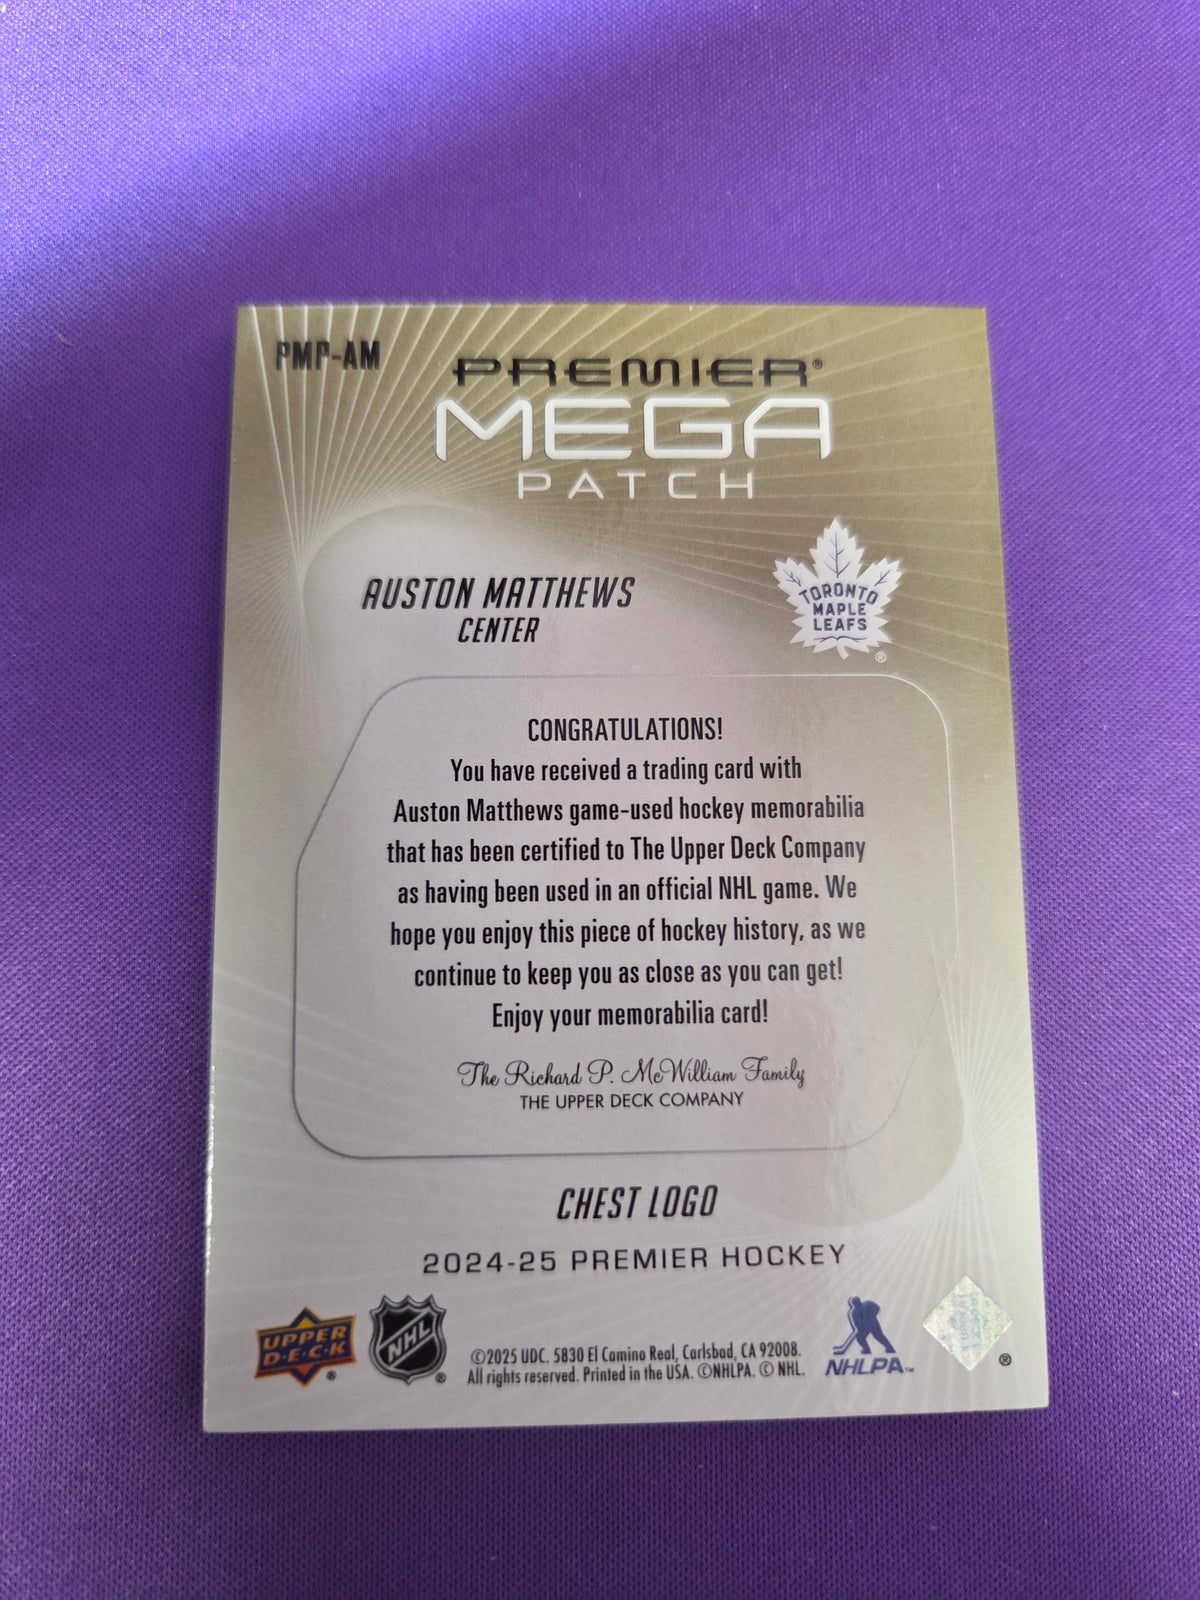 PMP-AM
PREMIER®
MEGA
PATCH
AUSTON MATTHEWS
CENTER
TORONTO
MAPLE
LEAFS
®
CONGRATULATIONS!
You have received a trading card with
Auston Matthews game-used hockey memorabilia
that has been certified to The Upper Deck Company
as having been used in an official NHL game. We
hope you enjoy this piece of hockey history, as we
continue to keep you as close as you can get!
Enjoy your memorabilia card!
The Richard P. McWilliam Family
THE UPPER DECK COMPANY
CHEST LOGO
2024-25 PREMIER HOCKEY
UPPER
D·E·C·K
®
NHL
®
©2025 UDC. 5830 El Camino Real, Carlsbad, CA 92008.
All rights reserved. Printed in the USA. ©NHLPA. © NHL.
NHLPA™
®